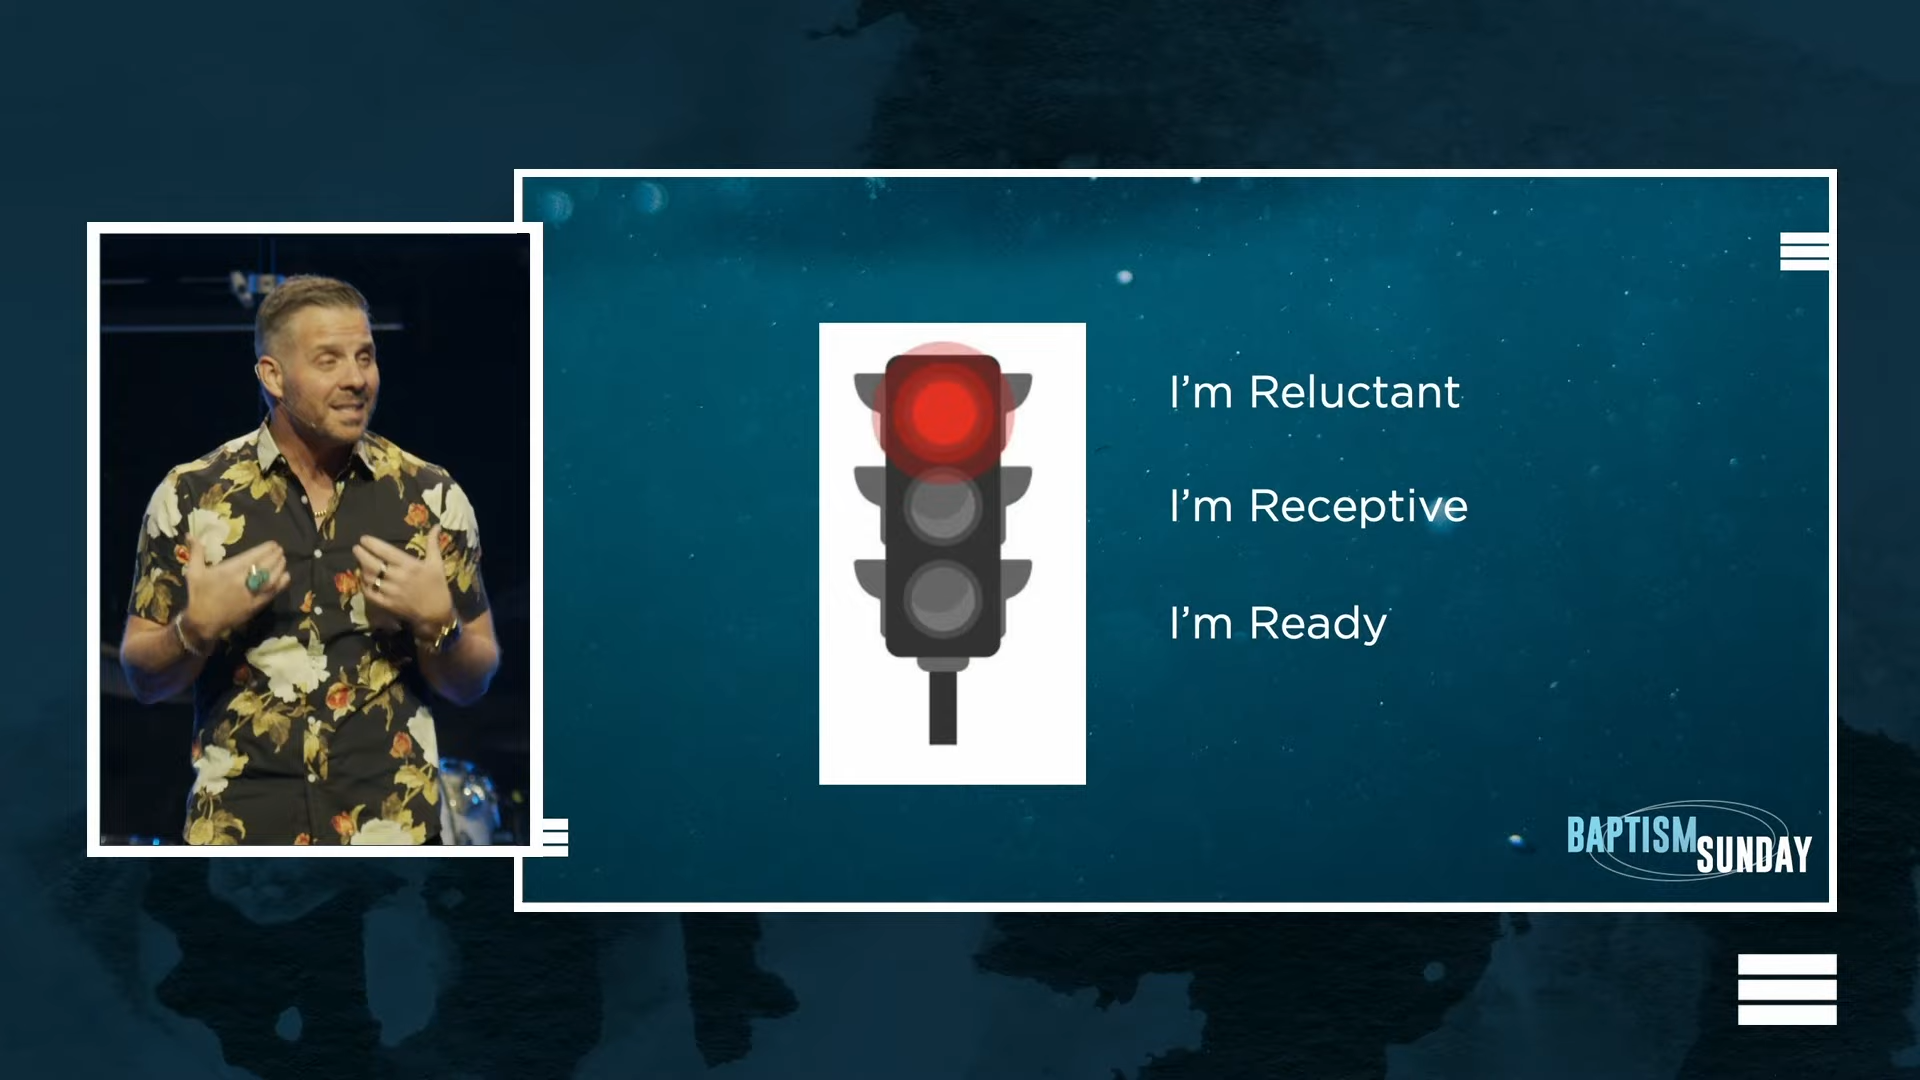 I'm Reluctant
I'm Receptive
I'm Ready
BAPTISM
SUNDAY